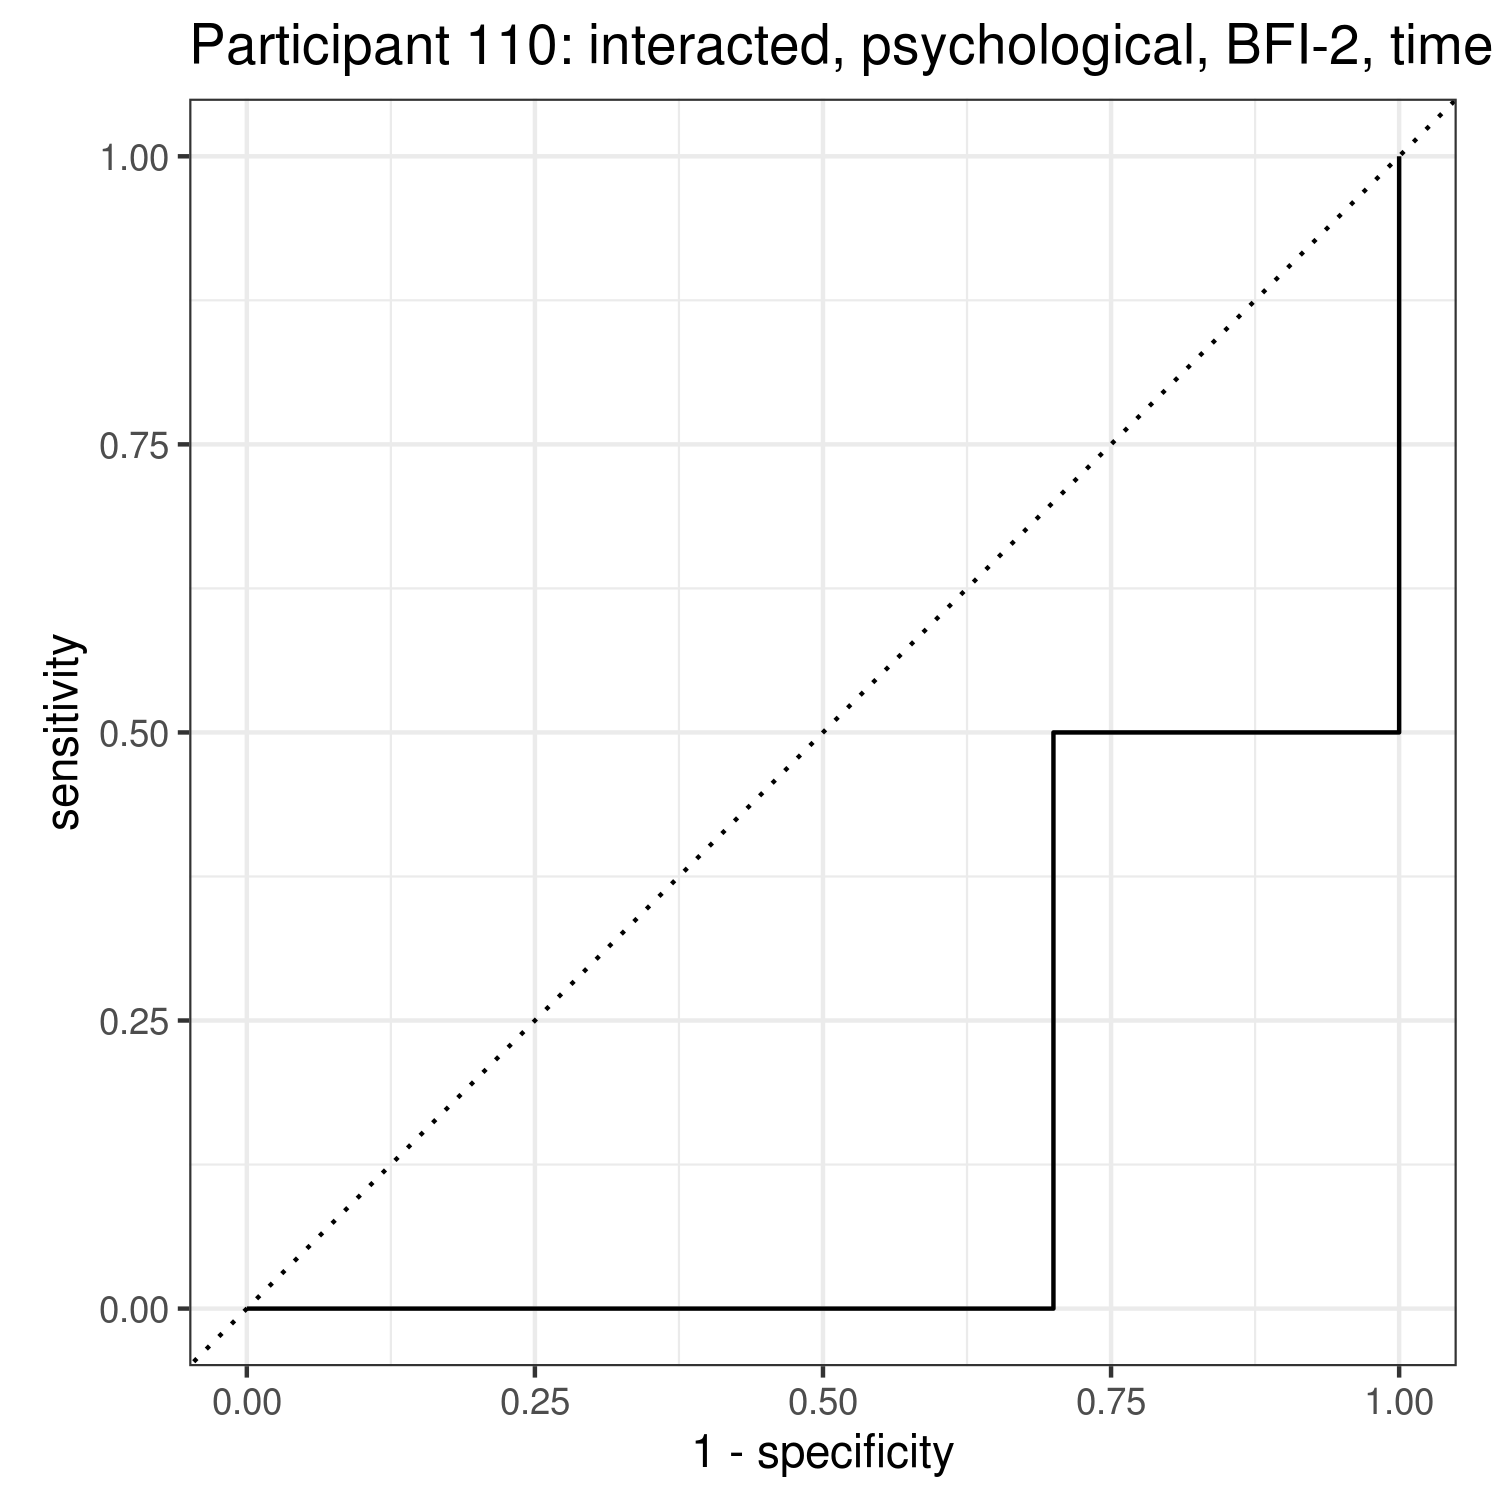 Participant 110: interacted, psychological, BFI-2, time
1.00
0.75
0.50
0.25
0.00
sensitivity
0.00 0.25 0.50 0.75 1.00
1 - specificity